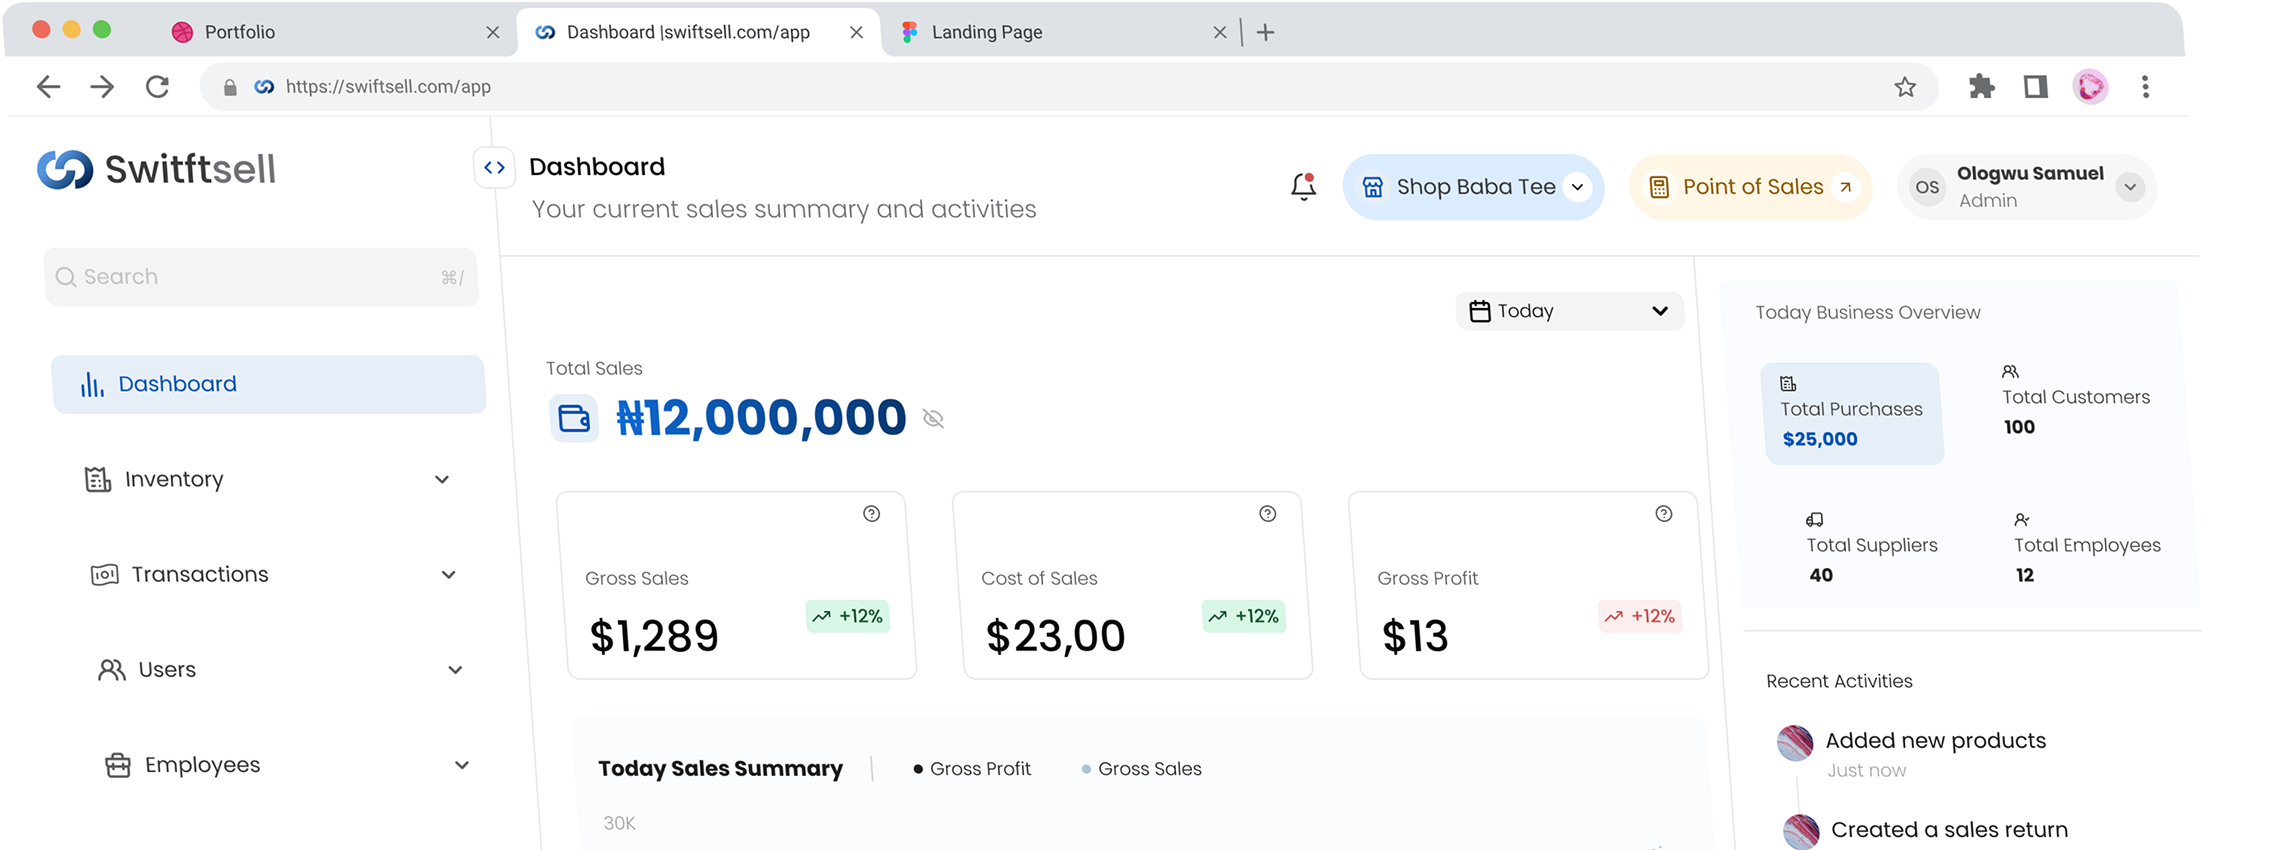 Portfolio
Dashboard |swiftsell.com/app
Landing Page
https://swiftsell.com/app
Switftsell
Search
⌘/
Dashboard
Inventory
Transactions
Users
Employees
Dashboard
Your current sales summary and activities
Shop Baba Tee
Point of Sales
OS
Ologwu Samuel
Admin
Today
Total Sales
₦12,000,000
Gross Sales
$1,289
+12%
Cost of Sales
$23,00
+12%
Gross Profit
$13
+12%
Today Sales Summary
Gross Profit
Gross Sales
30K
Today Business Overview
Total Purchases
$25,000
Total Customers
100
Total Suppliers
40
Total Employees
12
Recent Activities
Added new products
Just now
Created a sales return